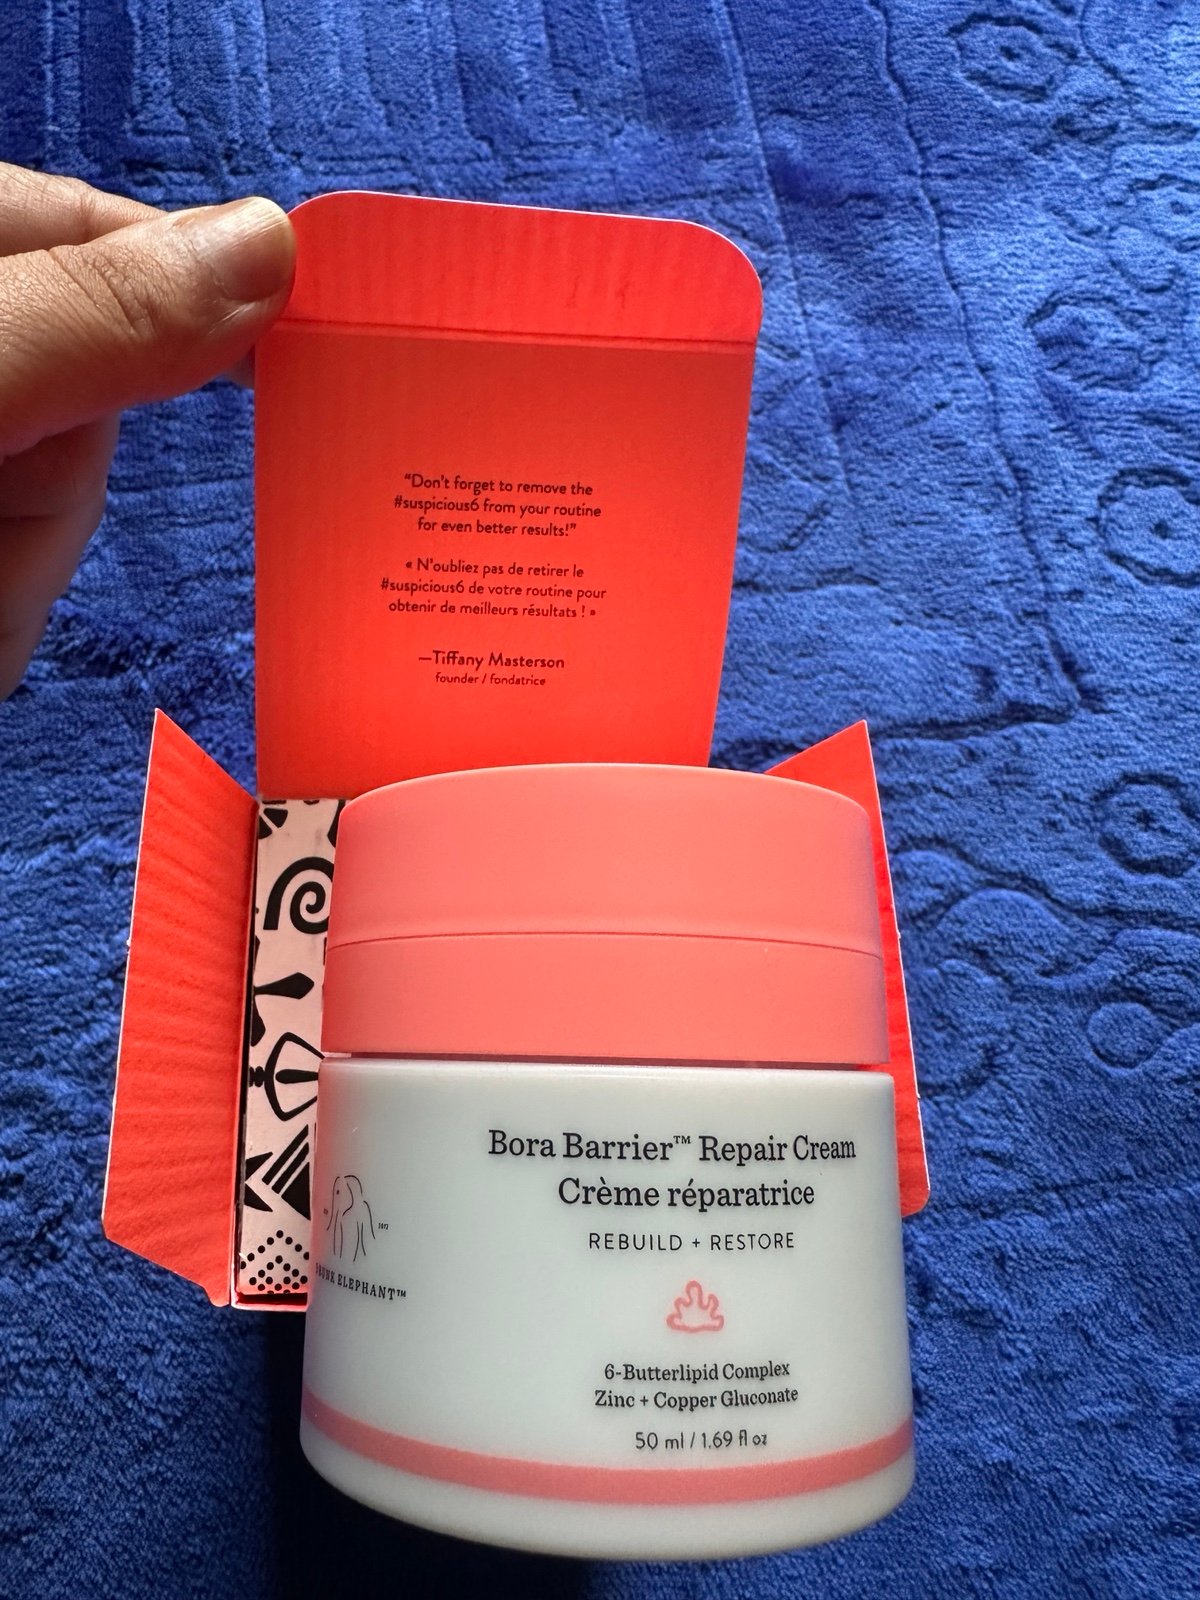 “Don't forget to remove the
#suspicious6 from your routine
for even better results!”
« N'oubliez pas de retirer le
#suspicious6 de votre routine pour
obtenir de meilleurs résultats ! »
—Tiffany Masterson
founder / fondatrice
Bora Barrier™ Repair Cream
Crème réparatrice
REBUILD + RESTORE
ELEPHANT™
6-Butterlipid Complex
Zinc + Copper Gluconate
50 ml / 1.69 fl oz